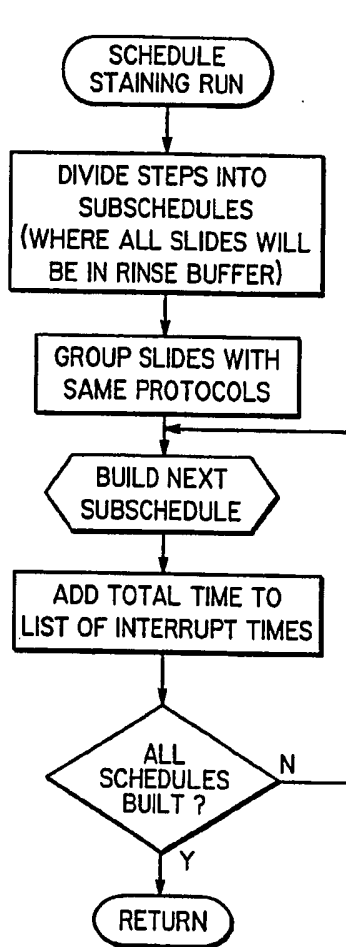 SCHEDULE
STAINING RUN
DIVIDE STEPS INTO
SUBSCHEDULES
(WHERE ALL SLIDES WILL
BE IN RINSE BUFFER)
GROUP SLIDES WITH
SAME PROTOCOLS
BUILD NEXT
SUBSCHEDULE
ADD TOTAL TIME TO
LIST OF INTERRUPT TIMES
ALL
SCHEDULES
BUILT ?
N
Y
RETURN